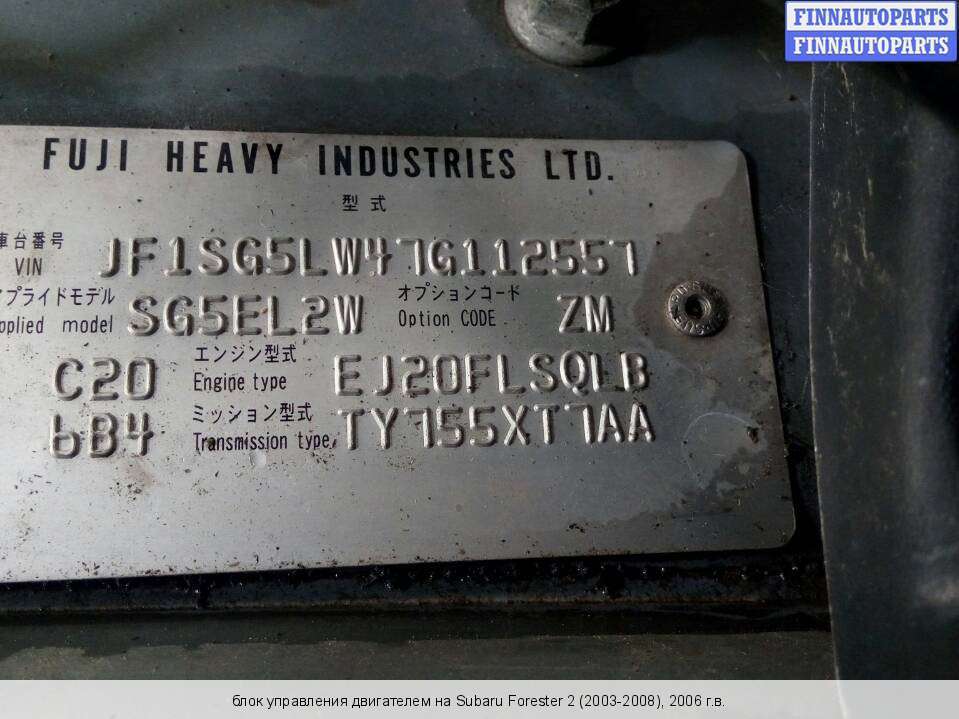 FINNAUTOPARTS
FINNAUTOPARTS
FUJI HEAVY INDUSTRIES LTD.
型式
車台番号
VIN JF1SG5LW47G112557
アプライドモデル オプションコード
applied model SG5EL2W Option CODE ZM
エンジン型式
C20 Engine type EJ20FLSQLB
ミッション型式
6B4 Transmission type TY755XT7AA
блок управления двигателем на Subaru Forester 2 (2003-2008), 2006 г.в.